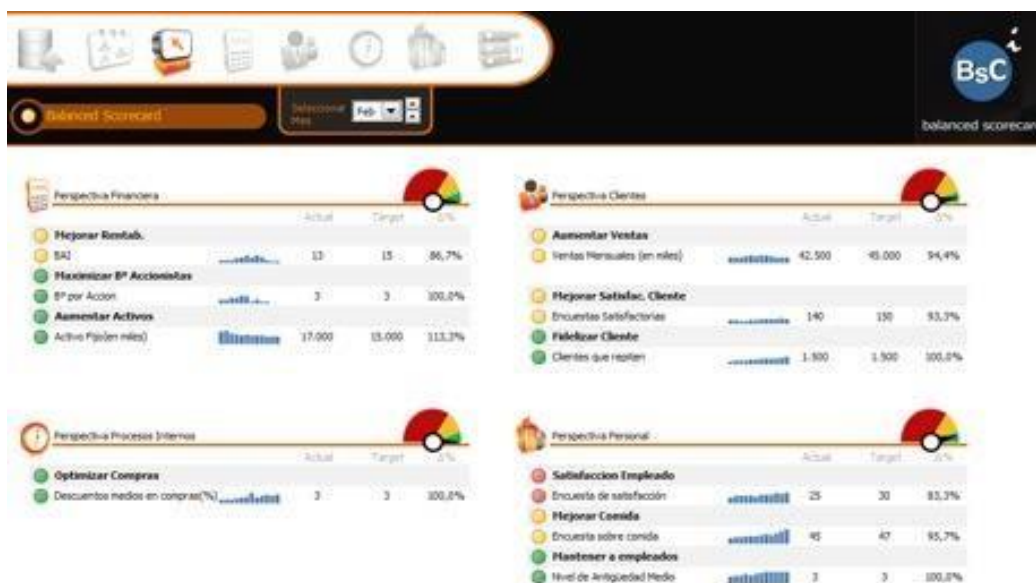 Balanced Scorecard
Seleccionar
Mes
Feb
BsC
i
balanced scorecar
Perspectiva Financiera
Actual Target Δ%
Mejorar Rentab.
BAI 13 15 86,7%
Maximizar Bº Accionistas
Bº por Accion 3 3 100,0%
Aumentar Activos
Activo Fijo(en miles) 17.000 15.000 113,3%
Perspectiva Clientes
Actual Target Δ%
Aumentar Ventas
Ventas Mensuales (en miles) 42.500 45.000 94,4%
Mejorar Satisfac. Cliente
Encuestas Satisfactorias 140 150 93,3%
Fidelizar Cliente
Clientes que repiten 1.500 1.500 100,0%
Perspectiva Procesos Internos
Actual Target Δ%
Optimizar Compras
Descuentos medios en compras(%) 3 3 100,0%
Perspectiva Personal
Actual Target Δ%
Satisfaccion Empleado
Encuesta de satisfacción 25 30 83,3%
Mejorar Comida
Encuesta sobre comida 45 47 95,7%
Mantener a empleados
Nivel de Antigüedad Medio 3 3 100,0%